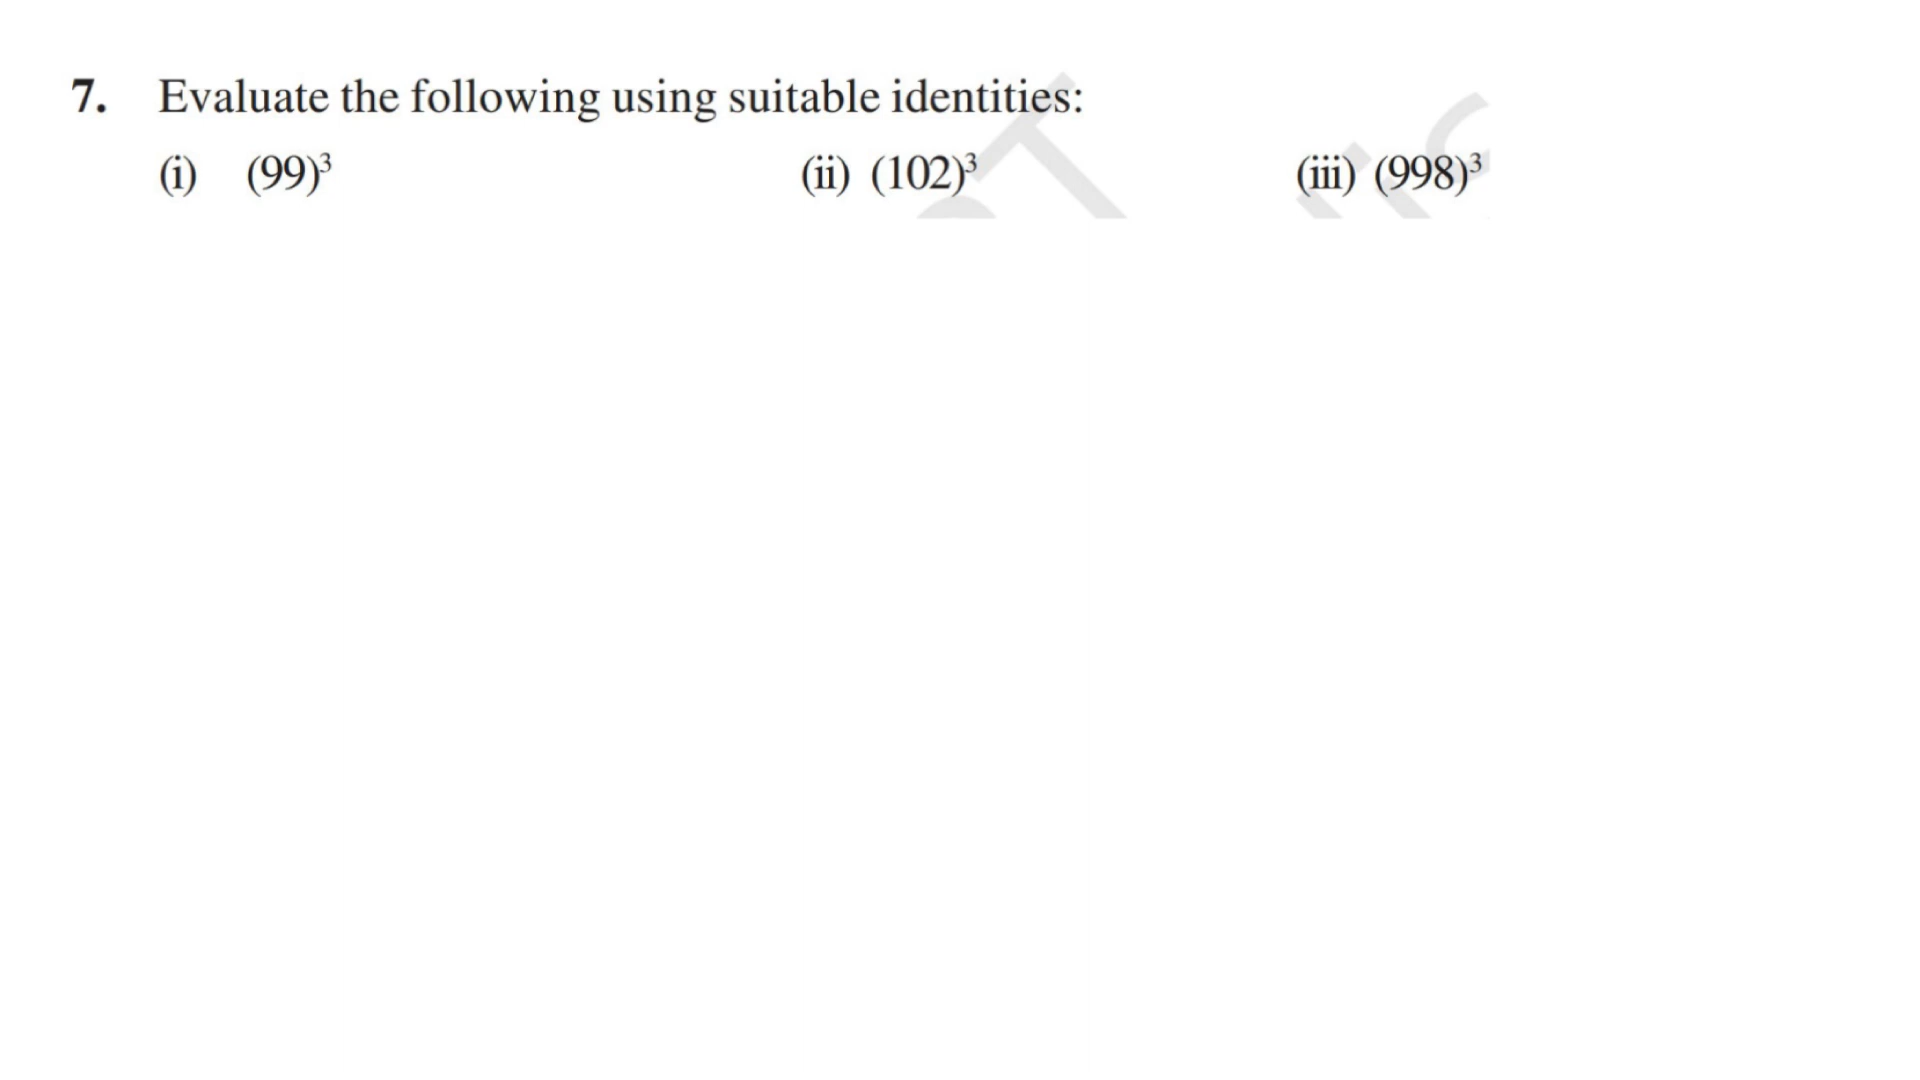 7. Evaluate the following using suitable identities:
(i) (99)³ (ii) (102)³ (iii) (998)³